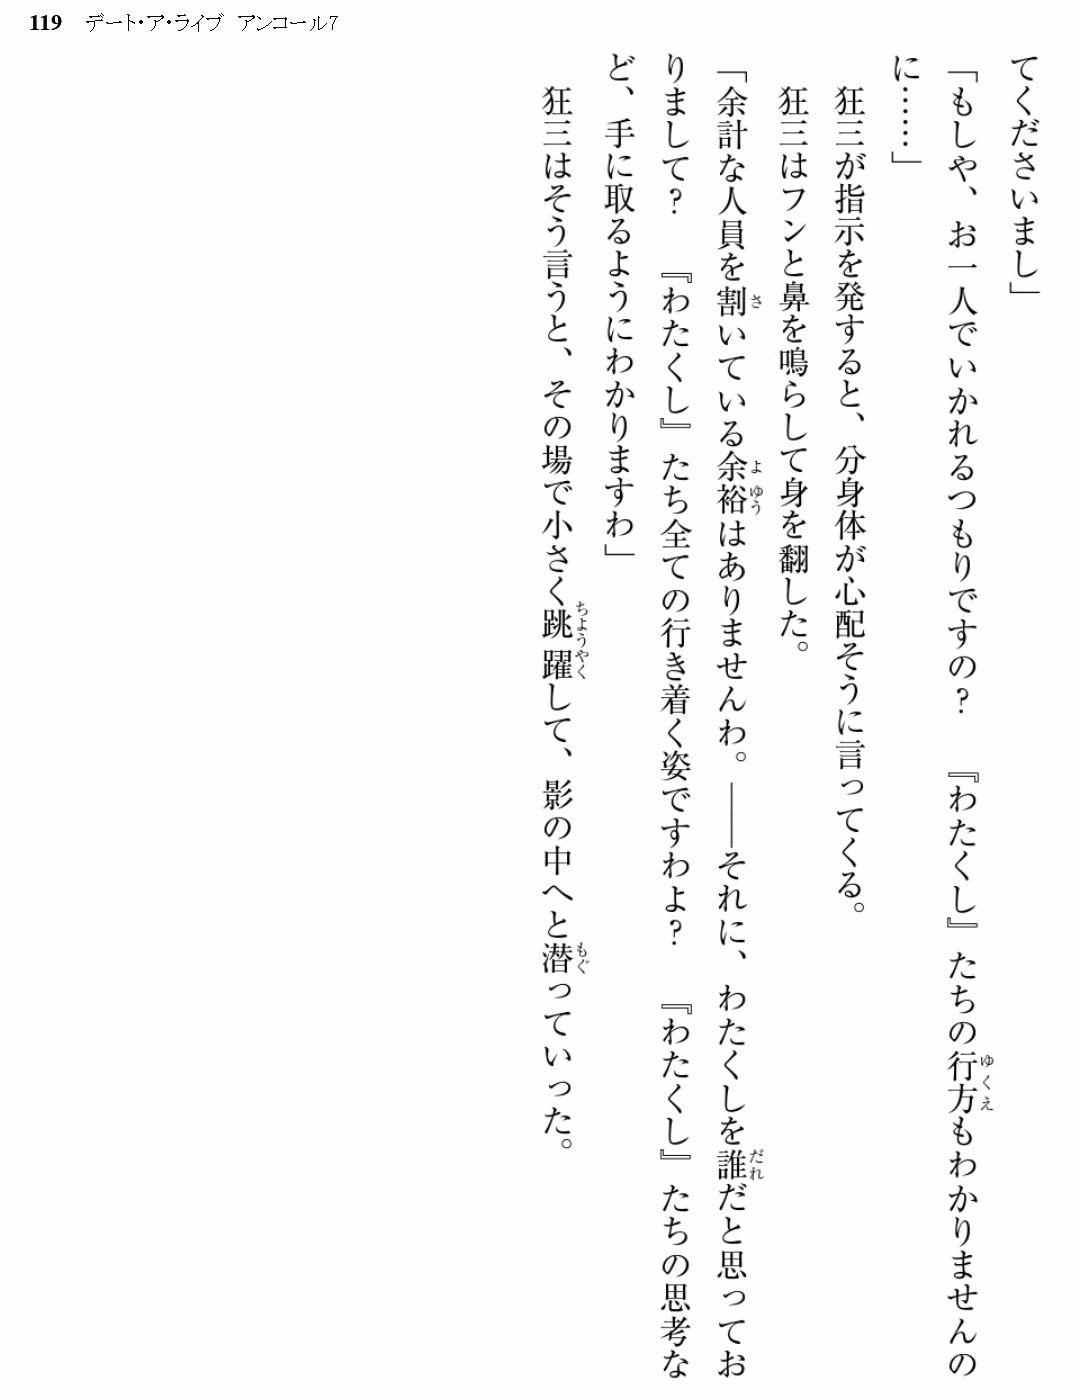 119 デート・ア・ライブ アンコール7
てくださいまし」
「もしや、お一人でいかれるつもりですの？　『わたくし』たちの行方もわかりませんの
に……」
　狂三が指示を発すると、分身体が心配そうに言ってくる。
　狂三はフンと鼻を鳴らして身を翻した。
「余計な人員を割いている余裕はありませんわ。――それに、わたくしを誰だと思ってお
りまして？　『わたくし』たち全ての行き着く姿ですわよ？　『わたくし』たちの思考な
ど、手に取るようにわかりますわ」
　狂三はそう言うと、その場で小さく跳躍して、影の中へと潜っていった。